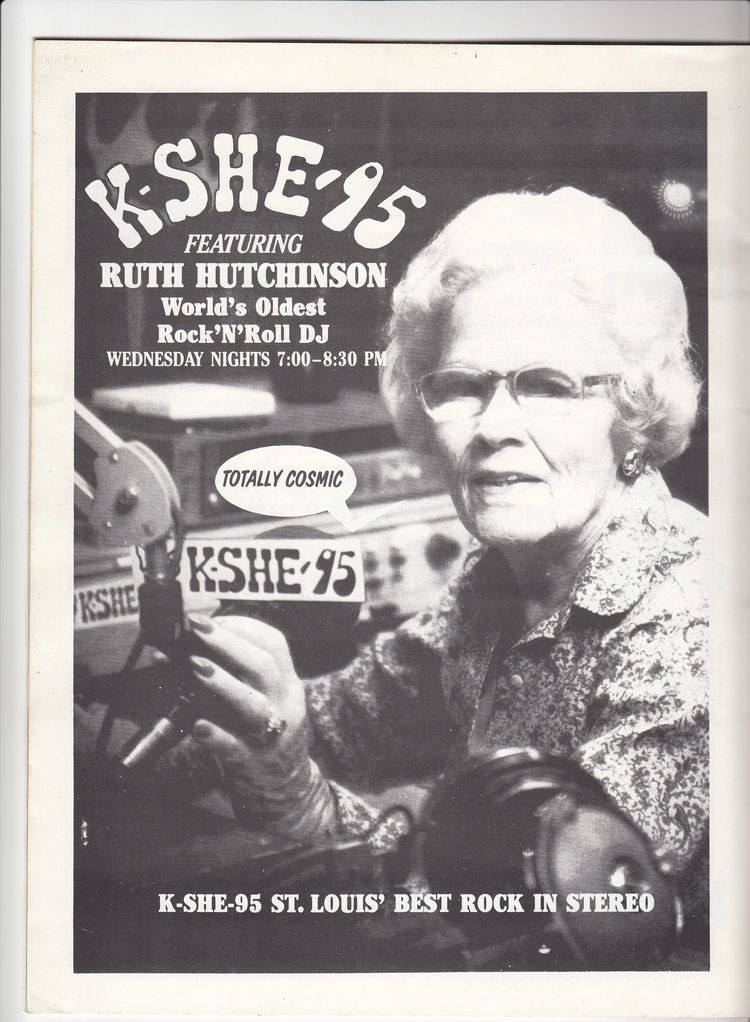 K-SHE-95
FEATURING
RUTH HUTCHINSON
World's Oldest
Rock'N'Roll DJ
WEDNESDAY NIGHTS 7:00–8:30 PM
TOTALLY COSMIC
K-SHE-95
K-SHE
K-SHE-95 ST. LOUIS' BEST ROCK IN STEREO